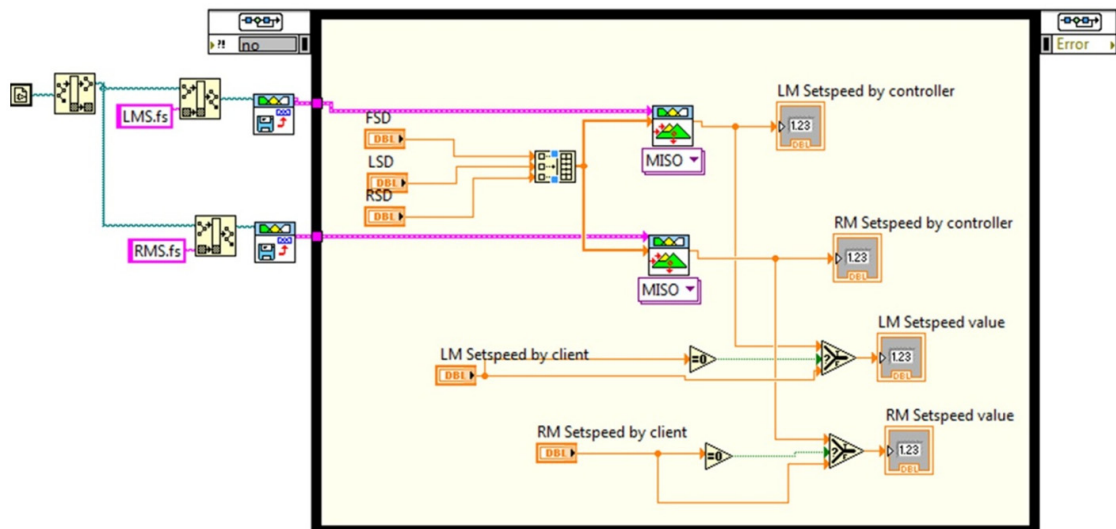 ?! no
Error
LMS.fs
RMS.fs
FSD
DBL
LSD
DBL
RSD
DBL
MISO
LM Setspeed by controller
1.23
DBL
RM Setspeed by controller
1.23
DBL
MISO
LM Setspeed value
1.23
DBL
LM Setspeed by client
DBL
=0
?
T
F
RM Setspeed value
1.23
DBL
RM Setspeed by client
DBL
=0
?
T
F